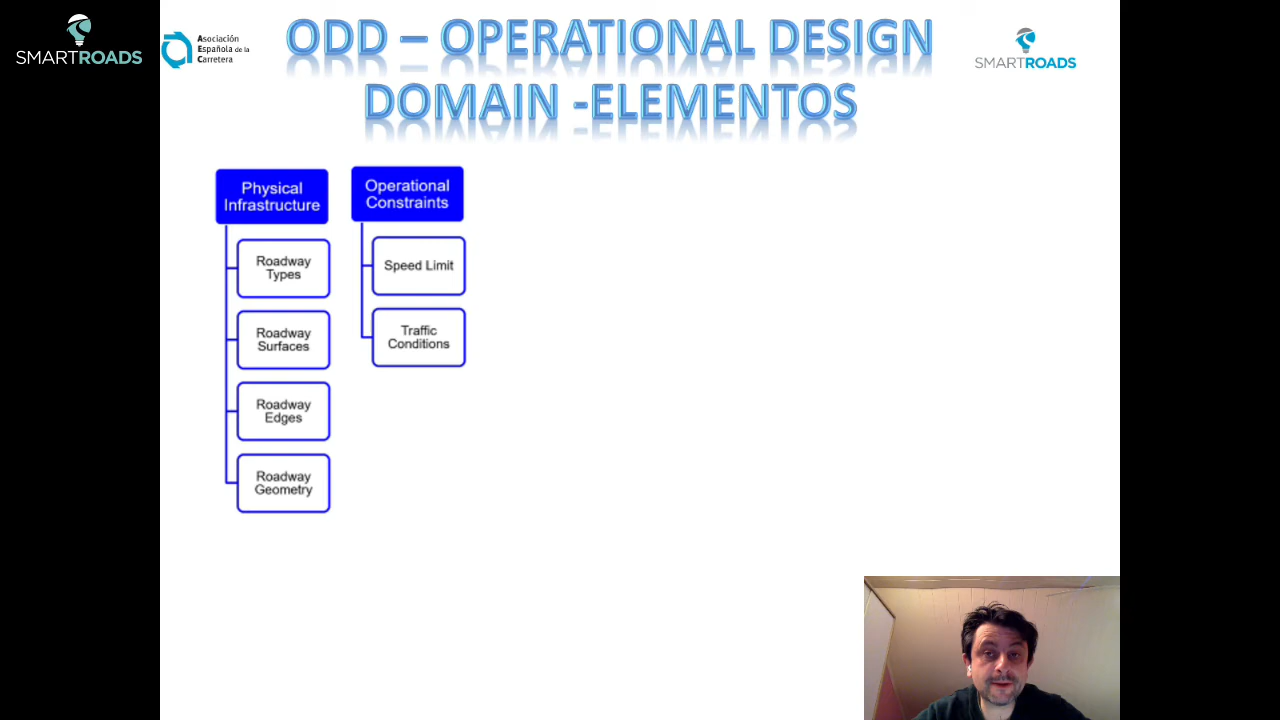 SMARTROADS
Asociación
Española de la
Carretera
ODD – OPERATIONAL DESIGN
DOMAIN -ELEMENTOS
SMARTROADS
Physical
Infrastructure
Roadway
Types
Roadway
Surfaces
Roadway
Edges
Roadway
Geometry
Operational
Constraints
Speed Limit
Traffic
Conditions